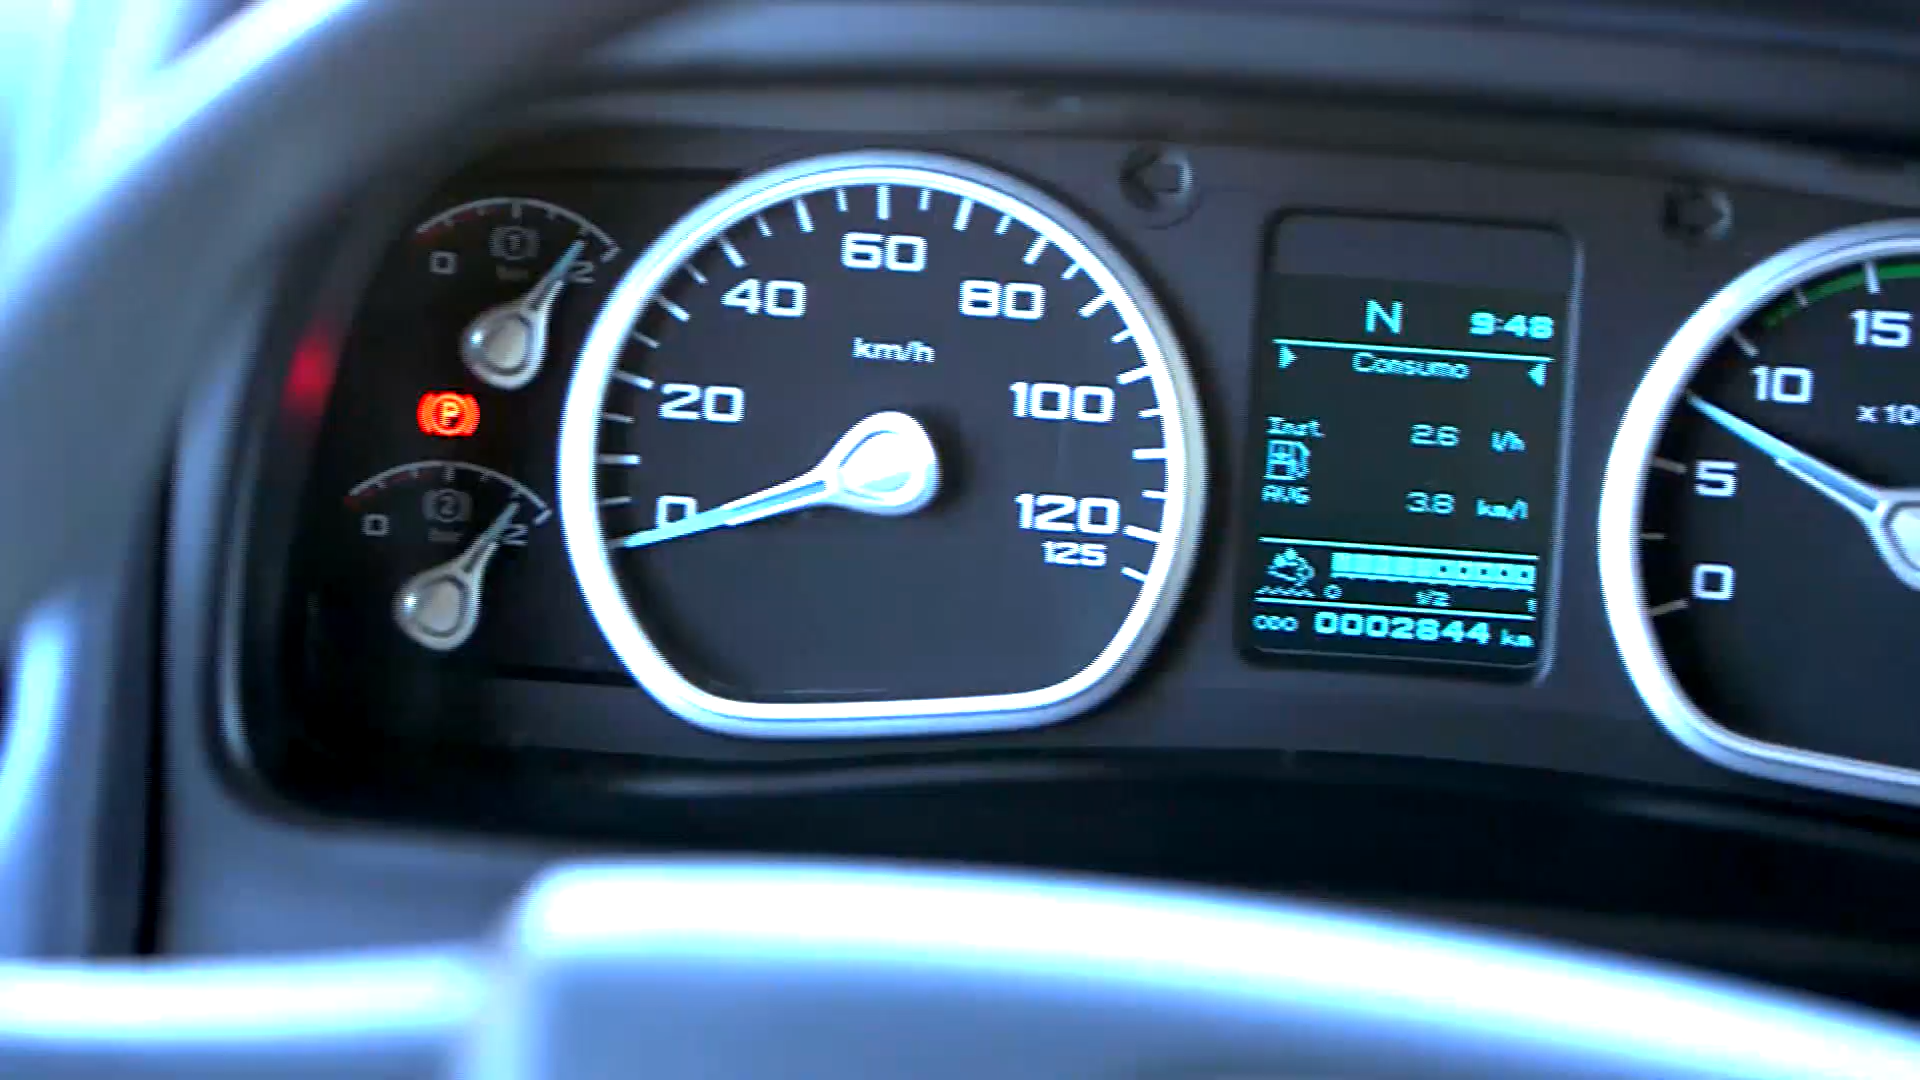 0 1 2
P
0 2 2
0 20 40 60 80 100 120 125
km/h
N 9:48
Consumo
Inst 2.6 l/h
AVG 3.8 km/l
0 1/2 1
ODO 0002844 km
0 5 10 15